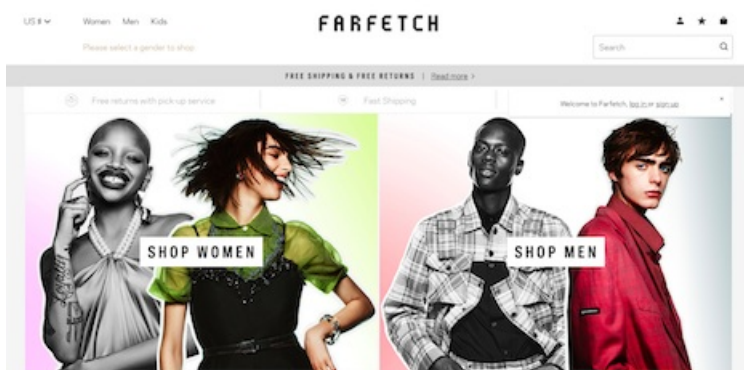 US #
Women Men Kids
FARFETCH
Please select a gender to shop
Search
FREE SHIPPING & FREE RETURNS | Read more >
Free returns with pick-up service
Fast Shipping
Welcome to Farfetch, log in or sign up
×
SHOP WOMEN
SHOP MEN